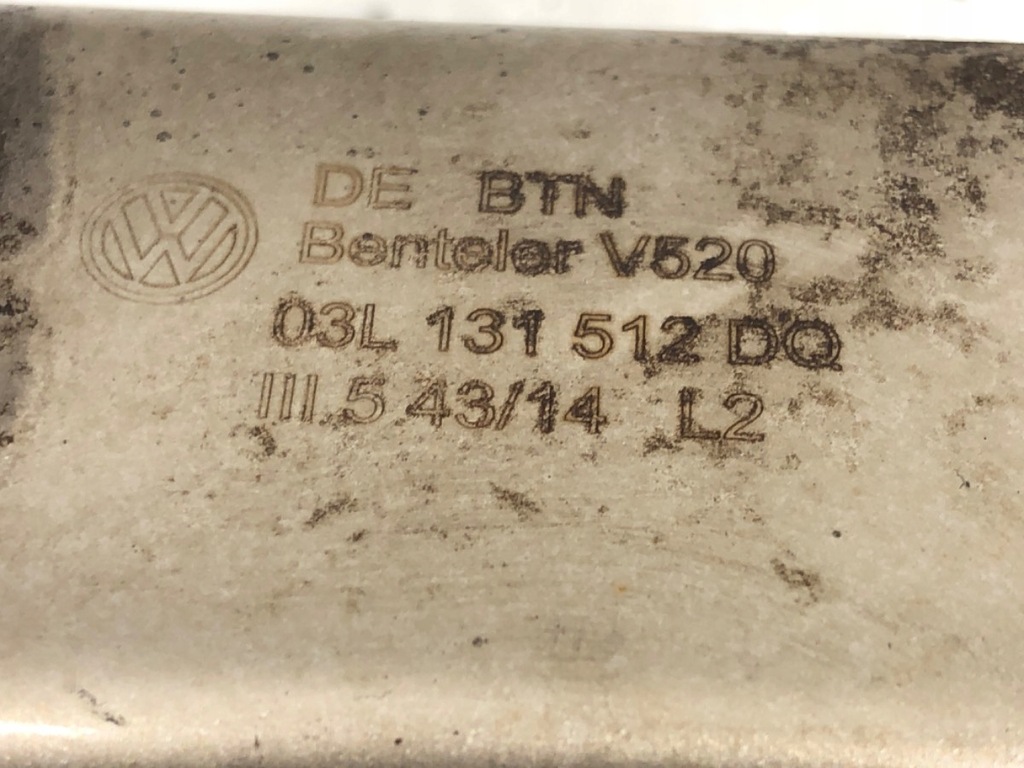 DE BTN
Benteler V520
03L 131 512 DQ
III.5 43/14 L2